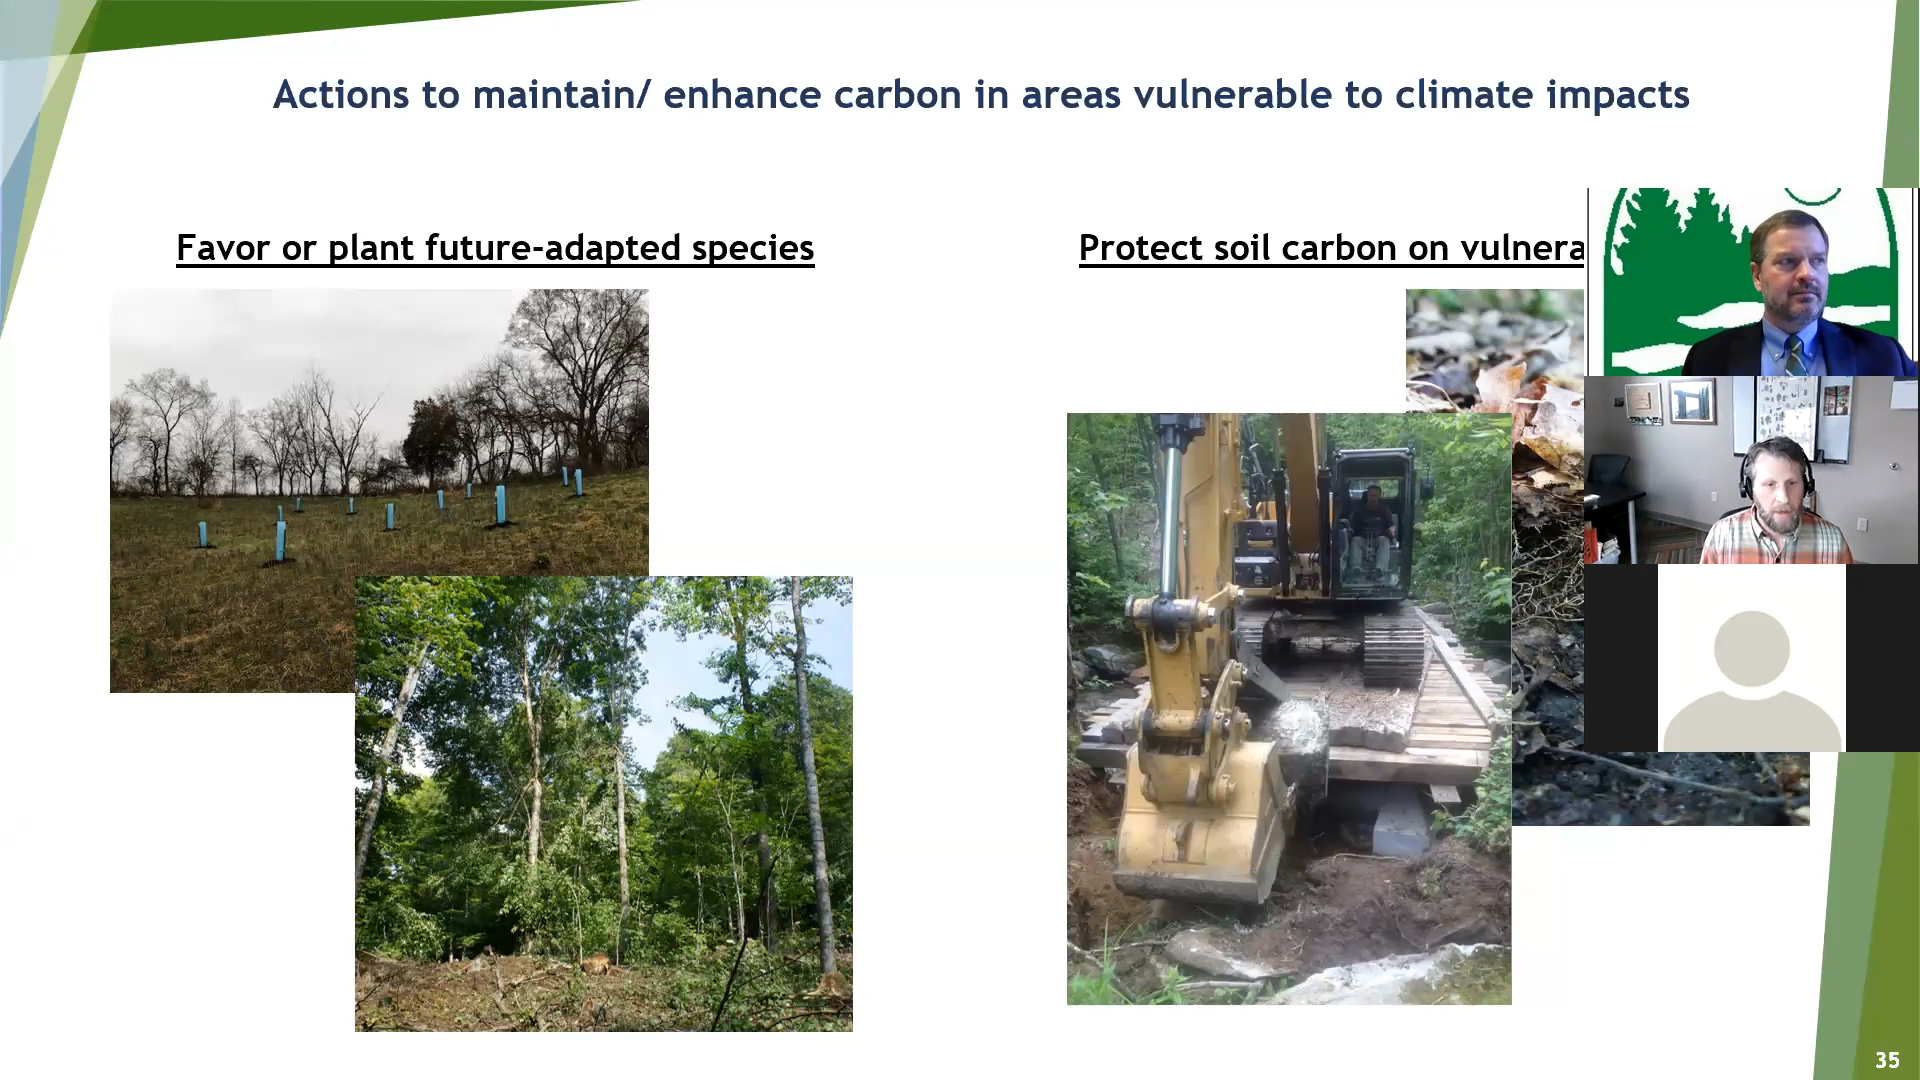 Actions to maintain/ enhance carbon in areas vulnerable to climate impacts
Favor or plant future-adapted species
Protect soil carbon on vulnera
35